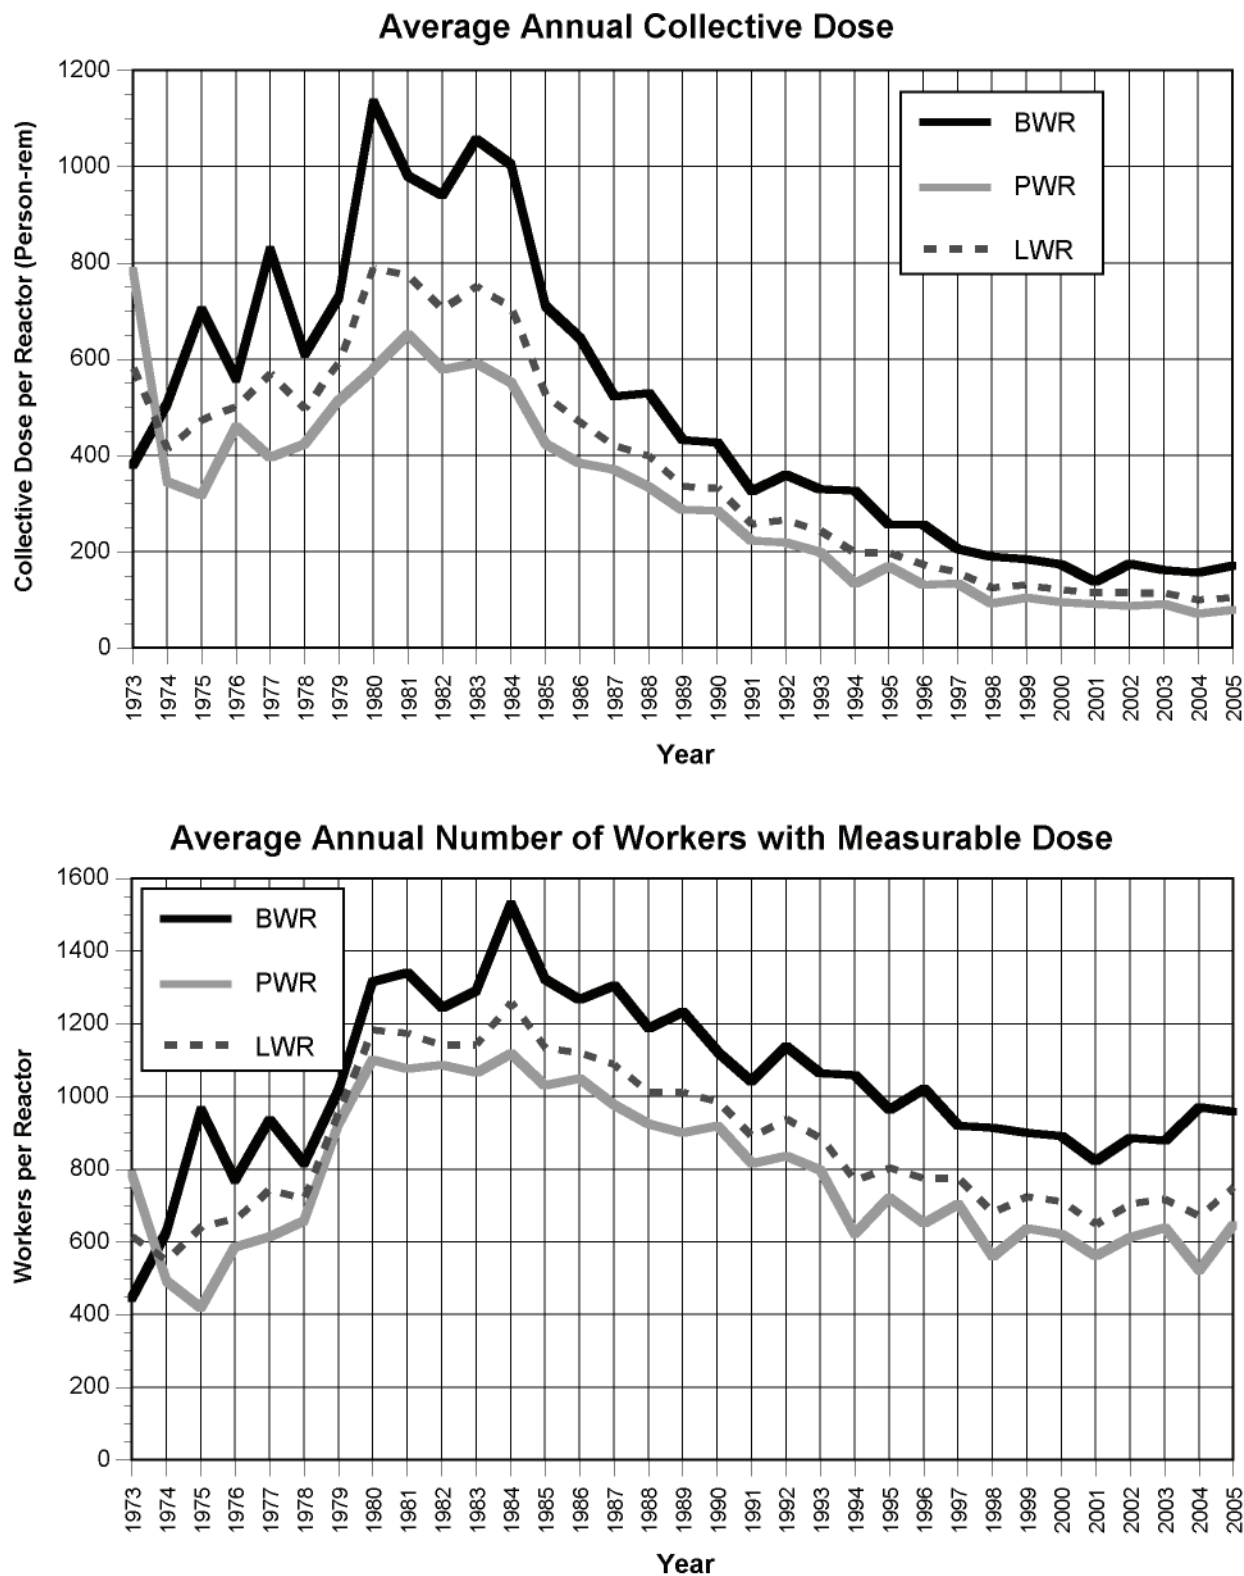 Average Annual Collective Dose
Collective Dose per Reactor (Person-rem)
1200
1000
800
600
400
200
0
BWR
PWR
LWR
1973 1974 1975 1976 1977 1978 1979 1980 1981 1982 1983 1984 1985 1986 1987 1988 1989 1990 1991 1992 1993 1994 1995 1996 1997 1998 1999 2000 2001 2002 2003 2004 2005
Year
Average Annual Number of Workers with Measurable Dose
Workers per Reactor
1600
1400
1200
1000
800
600
400
200
0
BWR
PWR
LWR
1973 1974 1975 1976 1977 1978 1979 1980 1981 1982 1983 1984 1985 1986 1987 1988 1989 1990 1991 1992 1993 1994 1995 1996 1997 1998 1999 2000 2001 2002 2003 2004 2005
Year